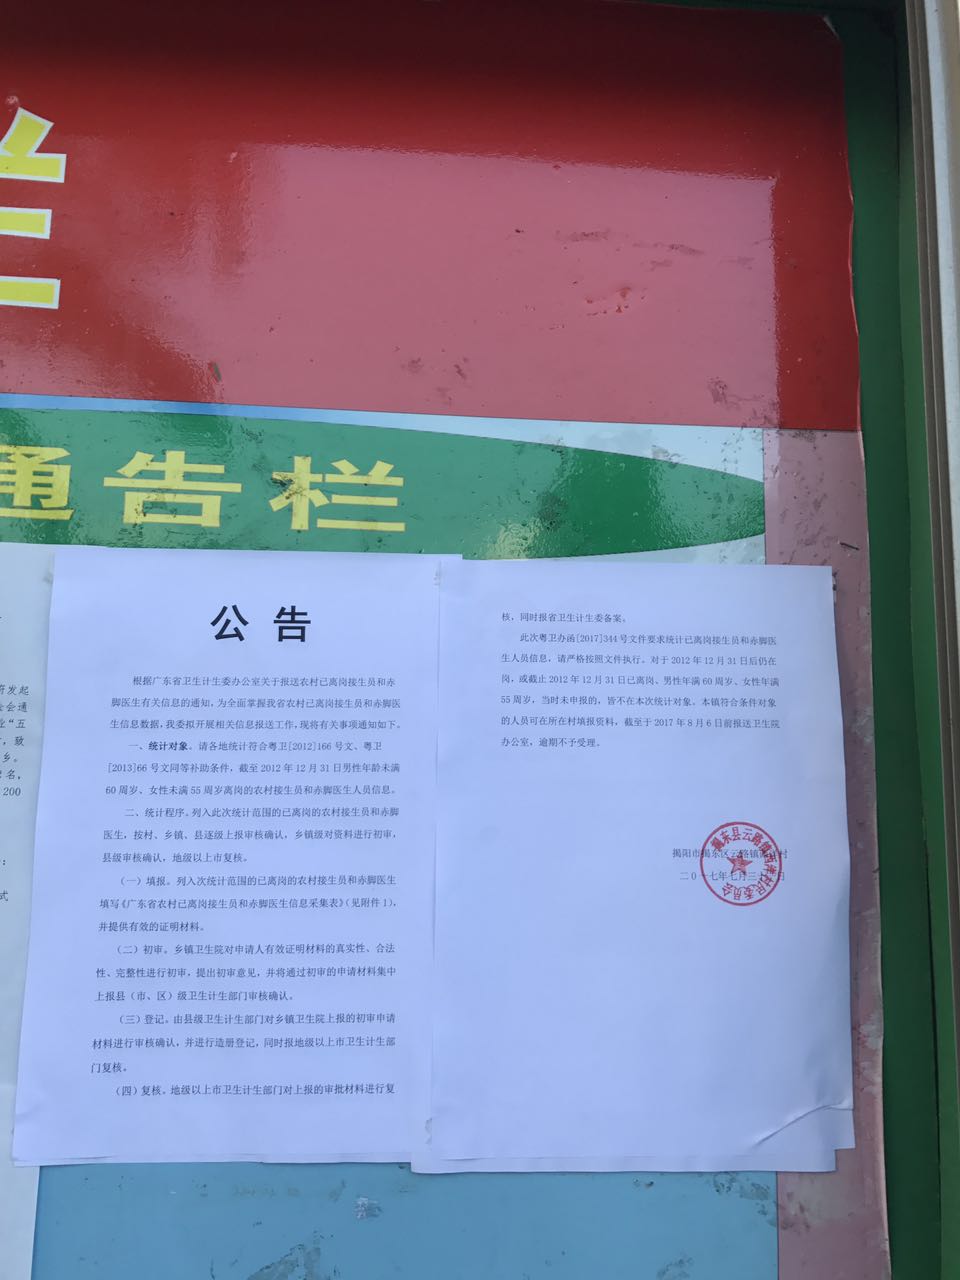 栏
通告栏
府发起
会会通
业“五
，致
乡。
名，
200
：
式
公告
根据广东省卫生计生委办公室关于报送农村已离岗接生员和赤
脚医生有关信息的通知，为全面掌握我省农村已离岗接生员和赤脚医
生信息数据，我委拟开展相关信息报送工作，现将有关事项通知如下。
一、统计对象。请各地统计符合粤卫[2012]166号文、粤卫
[2013]66号文同等补助条件，截至2012年12月31日男性年龄未满
60周岁、女性未满55周岁离岗的农村接生员和赤脚医生人员信息。
二、统计程序。列入此次统计范围的已离岗的农村接生员和赤脚
医生，按村、乡镇、县逐级上报审核确认，乡镇级对资料进行初审，
县级审核确认，地级以上市复核。
（一）填报。列入次统计范围的已离岗的农村接生员和赤脚医生
填写《广东省农村已离岗接生员和赤脚医生信息采集表》（见附件1），
并提供有效的证明材料。
（二）初审。乡镇卫生院对申请人有效证明材料的真实性、合法
性、完整性进行初审，提出初审意见，并将通过初审的申请材料集中
上报县（市、区）级卫生计生部门审核确认。
（三）登记。由县级卫生计生部门对乡镇卫生院上报的初审申请
材料进行审核确认，并进行造册登记，同时报地级以上市卫生计生部
门复核。
（四）复核。地级以上市卫生计生部门对上报的审批材料进行复
核，同时报省卫生计生委备案。
此次粤卫办函[2017]344号文件要求统计已离岗接生员和赤脚医
生人员信息，请严格按照文件执行。对于2012年12月31日后仍在
岗，或截止2012年12月31日已离岗、男性年满60周岁、女性年满
55周岁，当时未申报的，皆不在本次统计对象。本镇符合条件对象
的人员可在所在村填报资料，截至于2017年8月6日前报送卫生院
办公室，逾期不予受理。
揭阳市揭东区云路镇 村
二〇一七年七月三十 日
揭东县云路镇 村民委员会